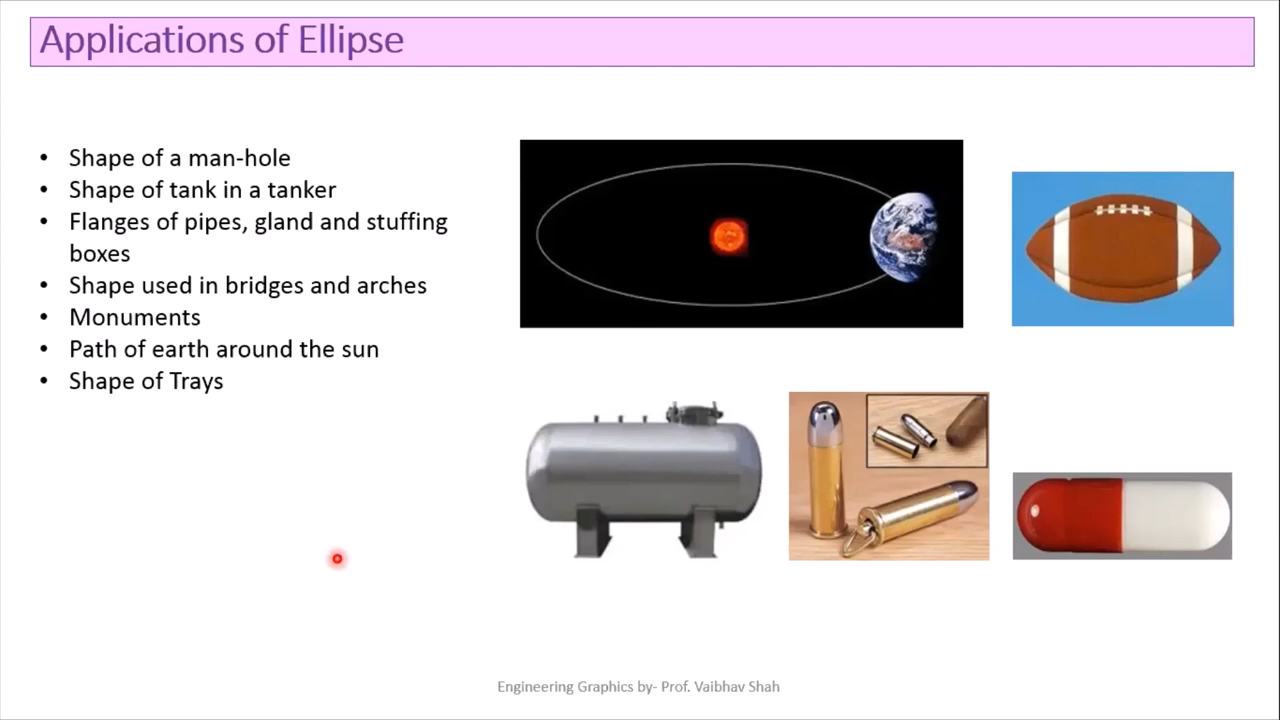 Applications of Ellipse
• Shape of a man-hole
• Shape of tank in a tanker
• Flanges of pipes, gland and stuffing
boxes
• Shape used in bridges and arches
• Monuments
• Path of earth around the sun
• Shape of Trays
Engineering Graphics by- Prof. Vaibhav Shah